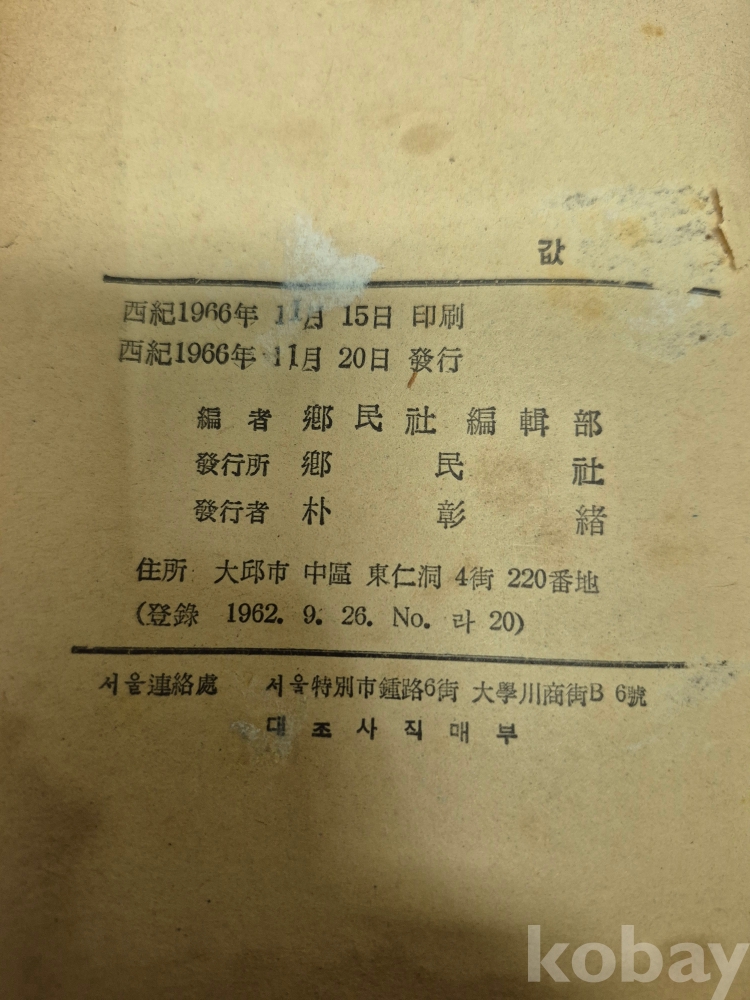 값
西紀1966年 11月 15日 印刷
西紀1966年 11月 20日 發行
編者 鄕民社 編輯部
發行所 鄕民社
發行者 朴彰緖
住所 大邱市 中區 東仁洞 4街 220番地
(登錄 1962. 9. 26. No. 라 20)
서울連絡處 서울特別市鍾路6街 大學川商街B 6號
대조사직매부
kobay